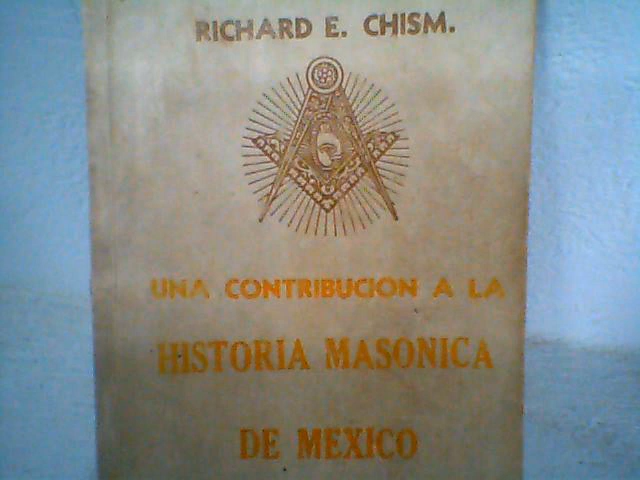 RICHARD E. CHISM.
G
UNA CONTRIBUCION A LA
HISTORIA MASONICA
DE MEXICO